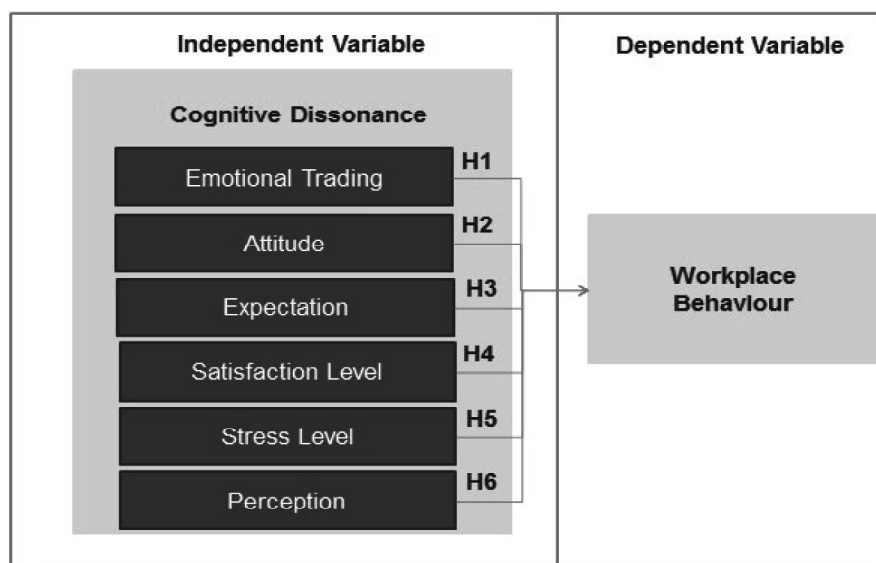 Independent Variable
Dependent Variable
Cognitive Dissonance
Emotional Trading
H1
Attitude
H2
Expectation
H3
Satisfaction Level
H4
Stress Level
H5
Perception
H6
Workplace
Behaviour